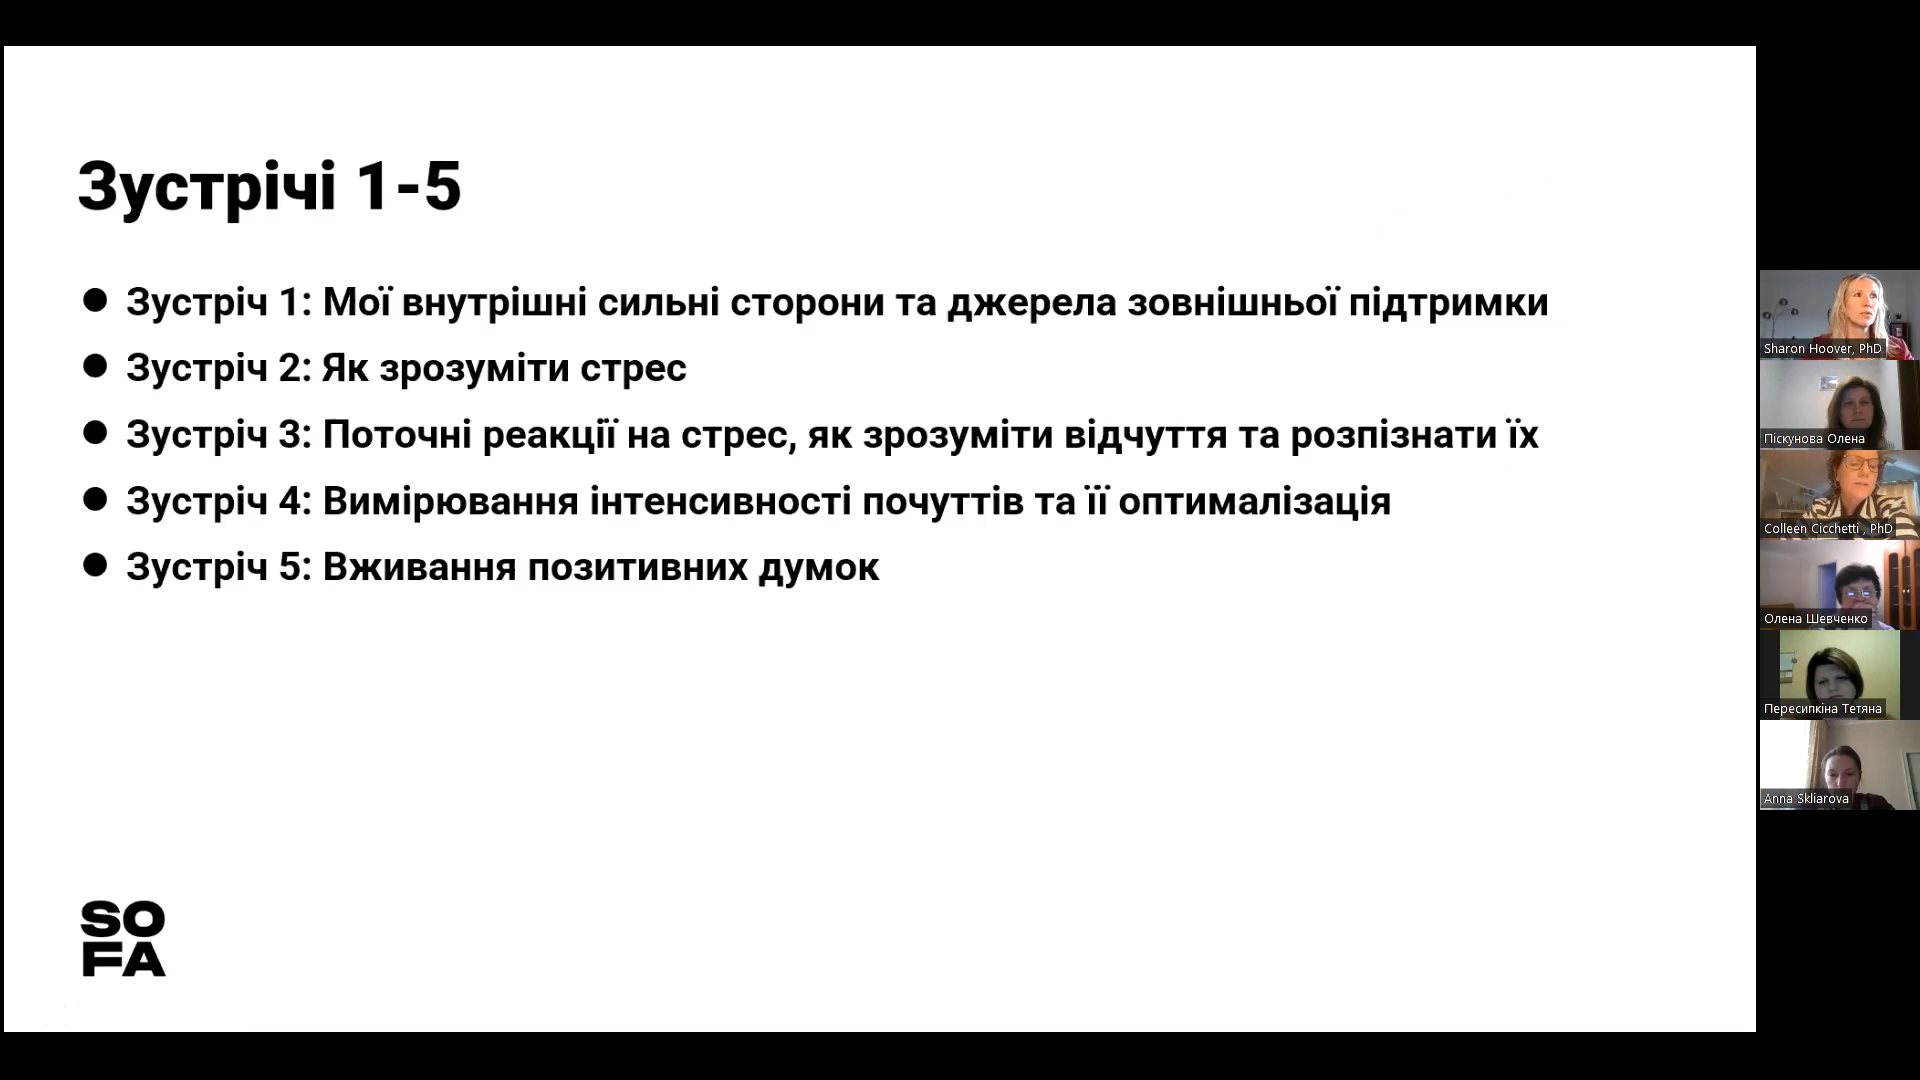 Зустрічі 1-5
● Зустріч 1: Мої внутрішні сильні сторони та джерела зовнішньої підтримки
● Зустріч 2: Як зрозуміти стрес
● Зустріч 3: Поточні реакції на стрес, як зрозуміти відчуття та розпізнати їх
● Зустріч 4: Вимірювання інтенсивності почуттів та її оптималізація
● Зустріч 5: Вживання позитивних думок
SO
FA
Sharon Hoover, PhD
Піскунова Олена
Colleen Cicchetti , PhD
Олена Шевченко
Пересипкіна Тетяна
Anna Skliarova